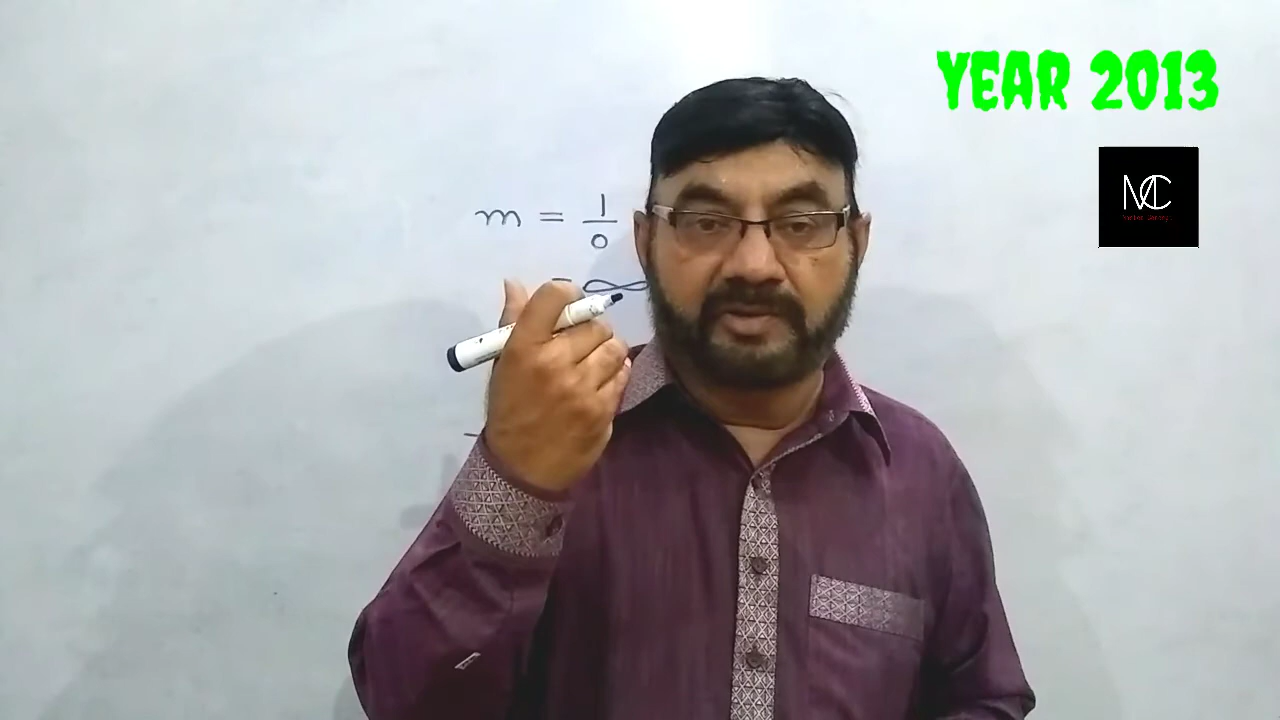 YEAR 2013
MC
m = 1/0
= ∞